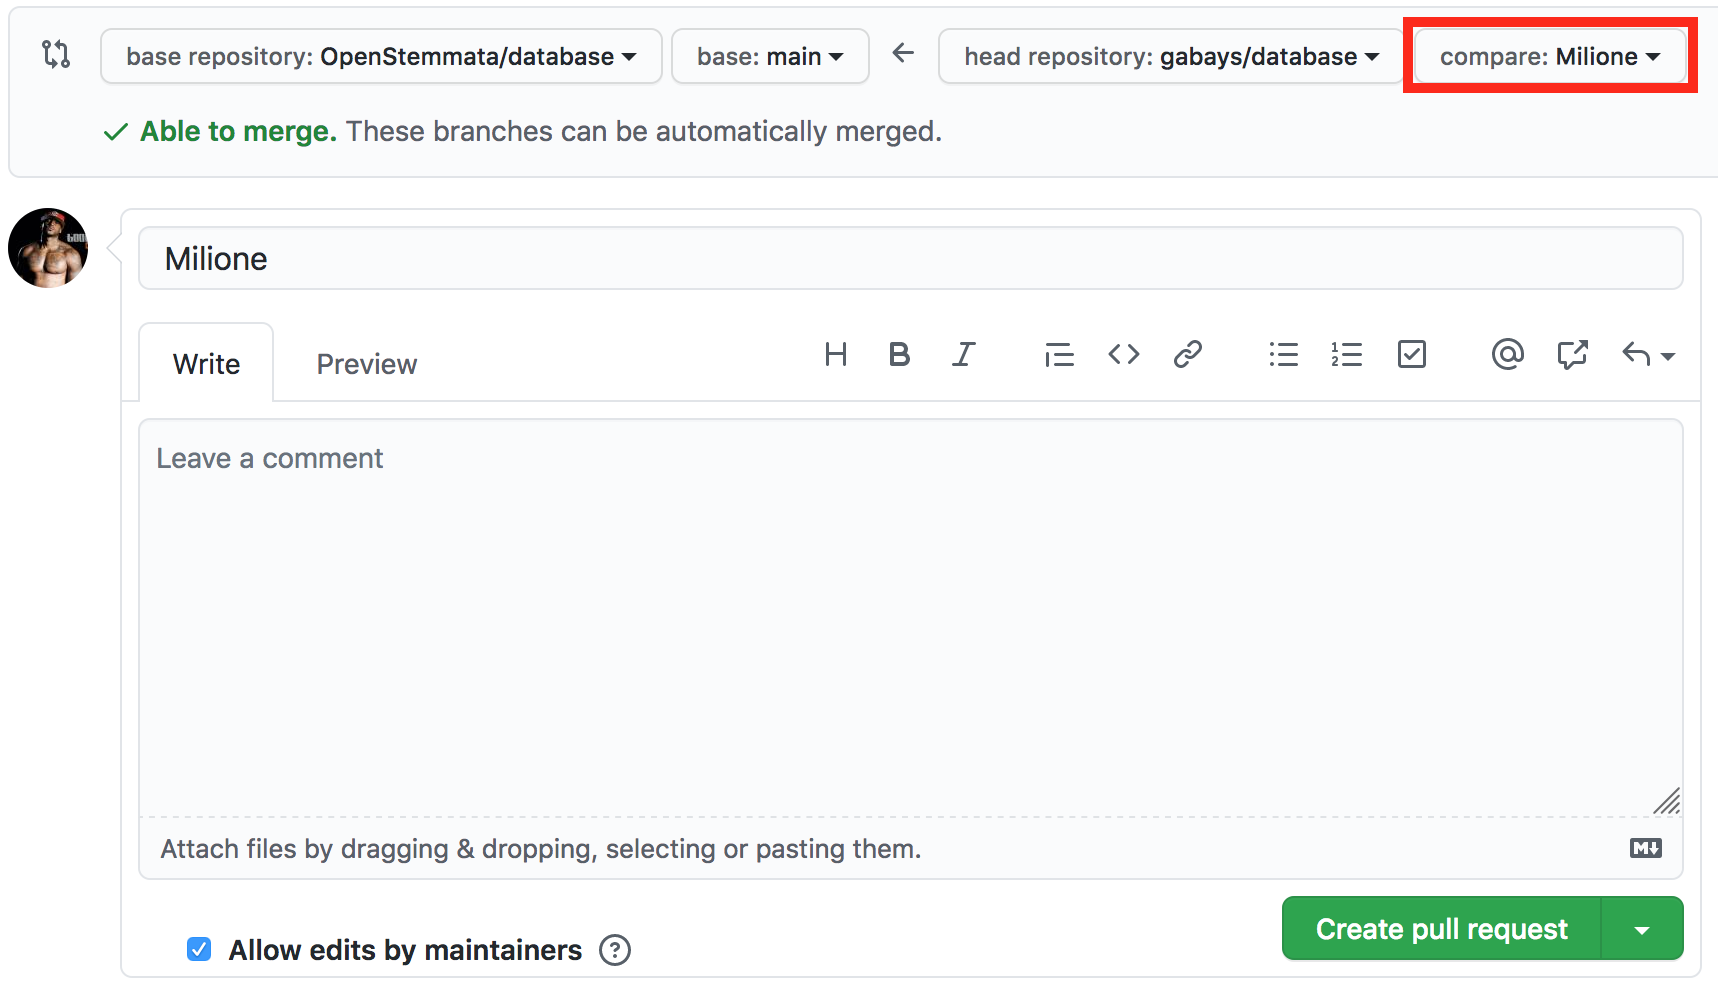 base repository: OpenStemmata/database base: main head repository: gabays/database compare: Milione
Able to merge. These branches can be automatically merged.
Milione
Write Preview
Leave a comment
Attach files by dragging & dropping, selecting or pasting them.
Create pull request
Allow edits by maintainers